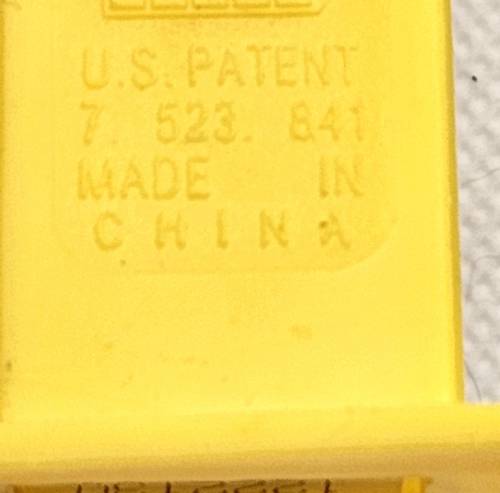 U.S. PATENT
7. 523. 841
MADE IN
CHINA